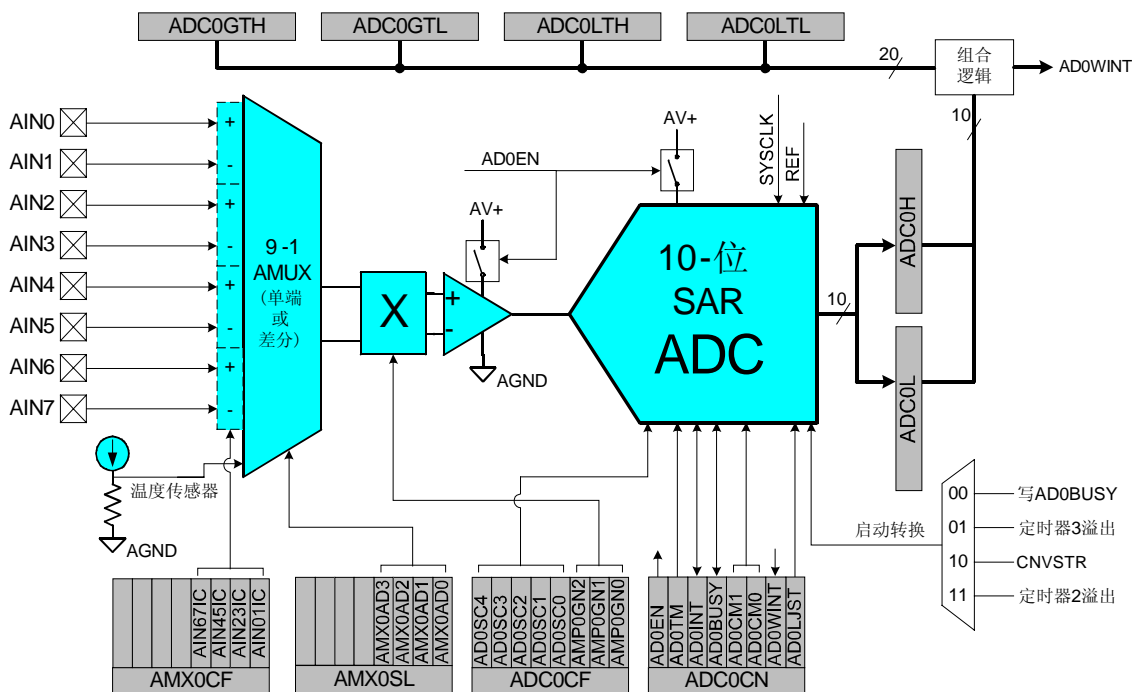 ADC0GTH
ADC0GTL
ADC0LTH
ADC0LTL
20
组合
逻辑
AD0WINT
10
AIN0
AIN1
AIN2
AIN3
AIN4
AIN5
AIN6
AIN7
+
-
+
-
+
-
+
-
9-1
AMUX
(单端
或
差分)
X
+
-
AV+
AGND
AD0EN
AV+
SYSCLK
REF
10-位
SAR
ADC
10
ADC0H
ADC0L
温度传感器
AGND
启动转换
00
写AD0BUSY
01
定时器3溢出
10
CNVSTR
11
定时器2溢出
AIN67IC
AIN45IC
AIN23IC
AIN01IC
AMX0CF
AMX0AD3
AMX0AD2
AMX0AD1
AMX0AD0
AMX0SL
AD0SC4
AD0SC3
AD0SC2
AD0SC1
AD0SC0
AMP0GN2
AMP0GN1
AMP0GN0
ADC0CF
AD0EN
AD0TM
AD0INT
AD0BUSY
AD0CM1
AD0CM0
AD0WINT
AD0LJST
ADC0CN